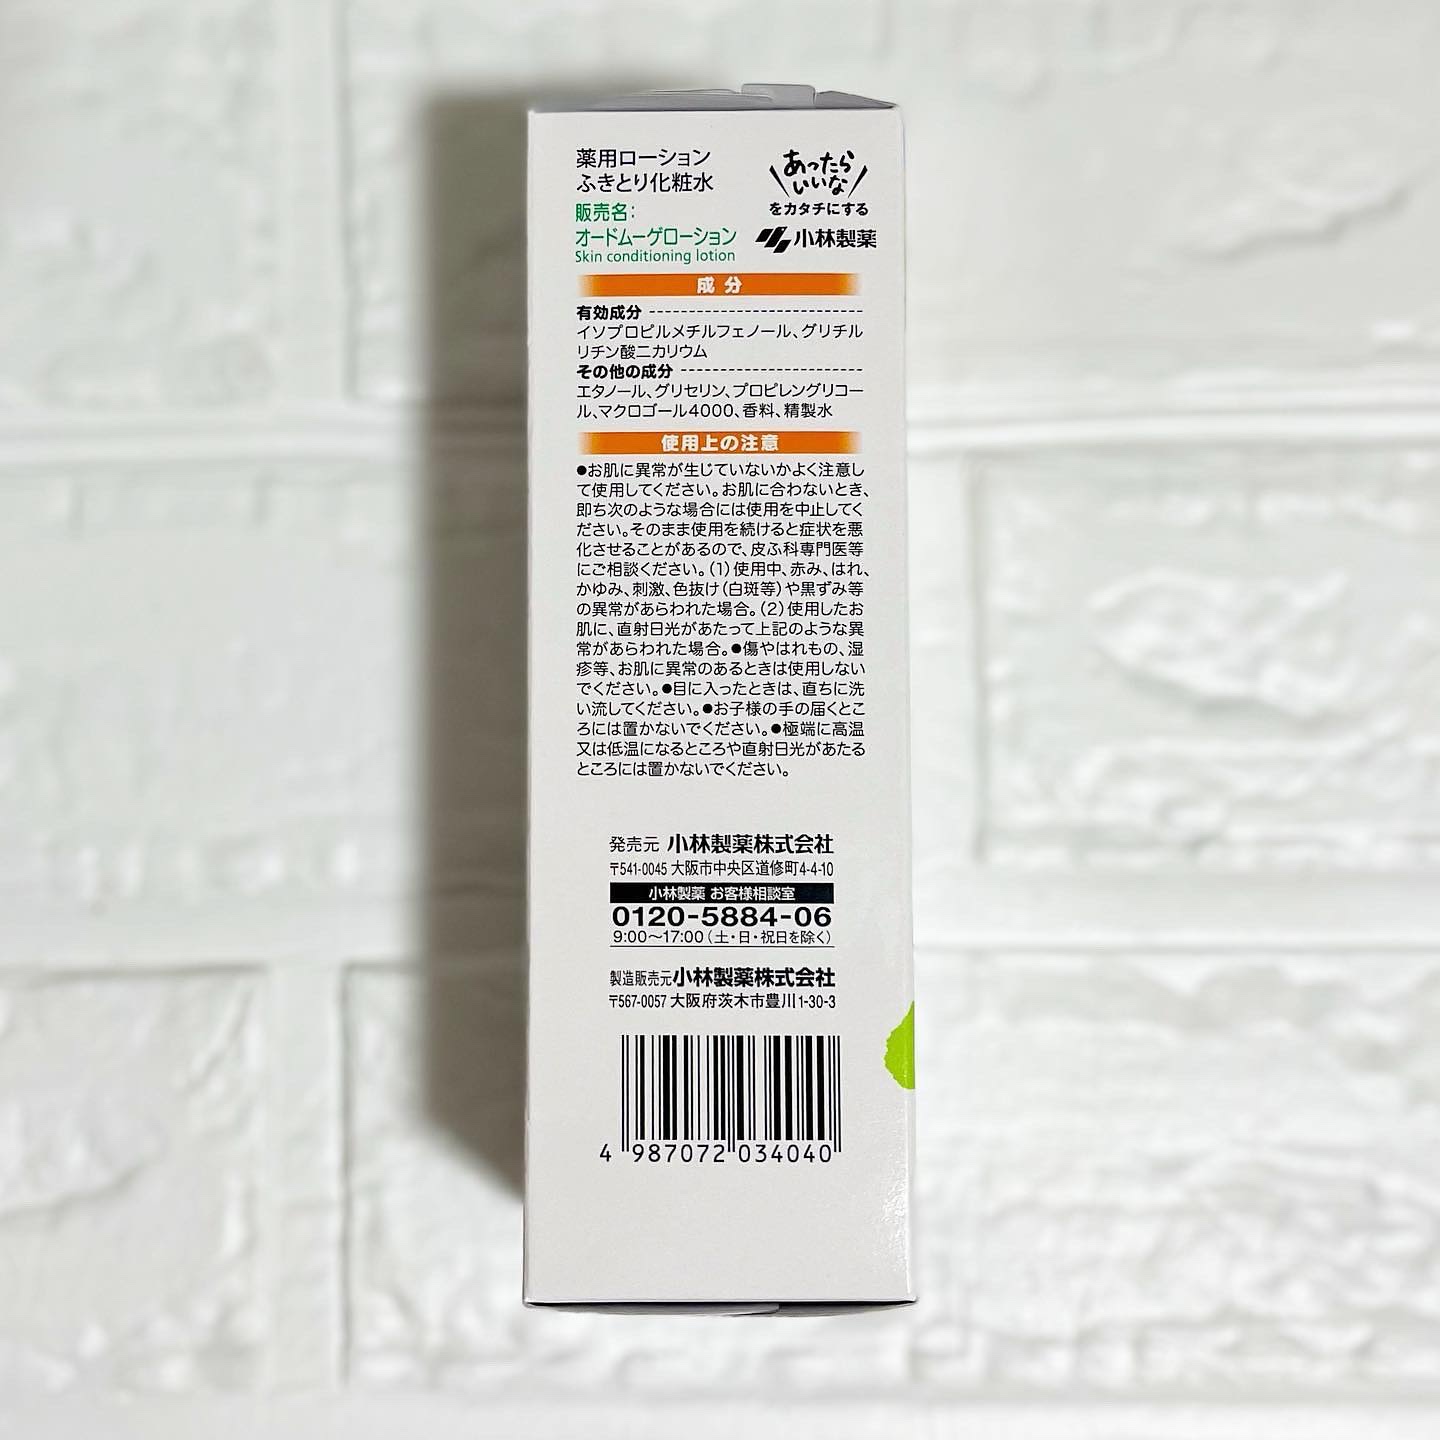 薬用ローション
ふきとり化粧水
販売名：
オードムーゲローション
Skin conditioning lotion
あったら
いいな
をカタチにする
小林製薬
成分
有効成分
イソプロピルメチルフェノール、グリチル
リチン酸二カリウム
その他の成分
エタノール、グリセリン、プロピレングリコー
ル、マクロゴール4000、香料、精製水
使用上の注意
●お肌に異常が生じていないかよく注意し
て使用してください。お肌に合わないとき、
即ち次のような場合には使用を中止してく
ださい。そのまま使用を続けると症状を悪
化させることがあるので、皮ふ科専門医等
にご相談ください。（1）使用中、赤み、はれ、
かゆみ、刺激、色抜け（白斑等）や黒ずみ等
の異常があらわれた場合。（2）使用したお
肌に、直射日光があたって上記のような異
常があらわれた場合。●傷やはれもの、湿
疹等、お肌に異常のあるときは使用しない
でください。●目に入ったときは、直ちに洗
い流してください。●お子様の手の届くとこ
ろには置かないでください。●極端に高温
又は低温になるところや直射日光があたる
ところには置かないでください。
発売元 小林製薬株式会社
〒541-0045 大阪市中央区道修町4-4-10
小林製薬 お客様相談室
0120-5884-06
9:00～17:00（土・日・祝日を除く）
製造販売元 小林製薬株式会社
〒567-0057 大阪府茨木市豊川1-30-3
4 987072 034040